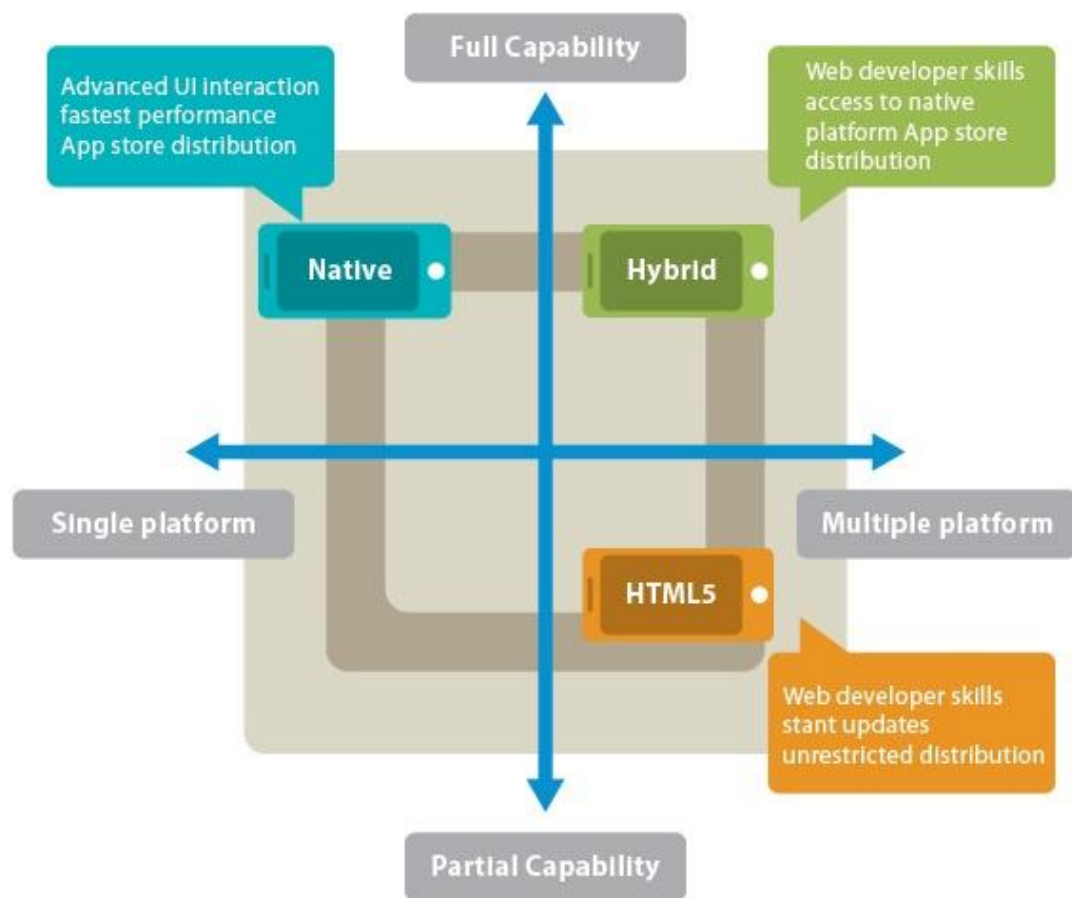 Full Capability
Advanced UI interaction
fastest performance
App store distribution
Web developer skills
access to native
platform App store
distribution
Native
Hybrid
Single platform
Multiple platform
HTML5
Web developer skills
stant updates
unrestricted distribution
Partial Capability